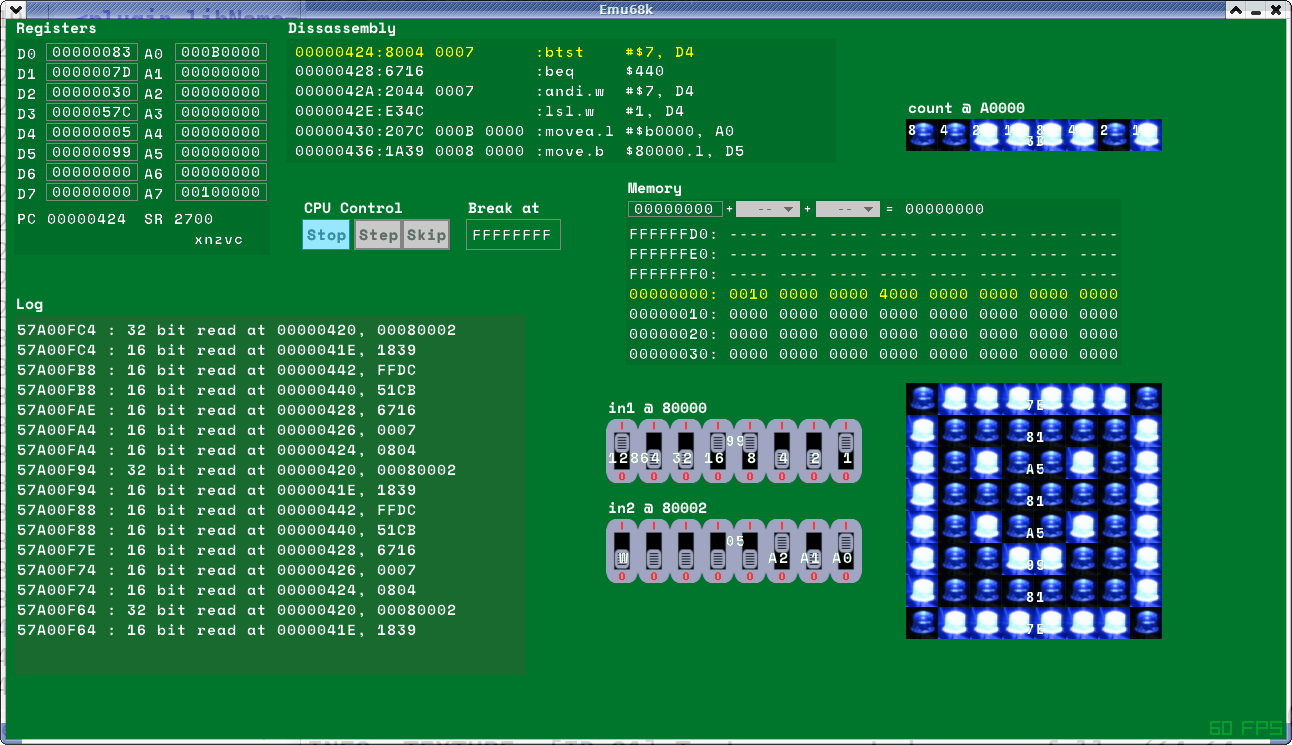 <plugin libName=
Emu68k
Registers
D0 00000083 A0 000B0000
D1 0000007D A1 00000000
D2 00000030 A2 00000000
D3 0000057C A3 00000000
D4 00000005 A4 00000000
D5 00000099 A5 00000000
D6 00000000 A6 00000000
D7 00000000 A7 00100000
PC 00000424 SR 2700
xnzvc
Dissassembly
00000424:8004 0007 :btst #$7, D4
00000428:6716 :beq $440
0000042A:2044 0007 :andi.w #$7, D4
0000042E:E34C :lsl.w #1, D4
00000430:207C 000B 0000 :movea.l #$b0000, A0
00000436:1A39 0008 0000 :move.b $80000.l, D5
count @ A0000
8 4 2 1 8 4 2 1
3D
CPU Control
Stop Step Skip
Break at
FFFFFFFF
Memory
00000000 + -- + -- = 00000000
FFFFFFD0: ---- ---- ---- ---- ---- ---- ---- ----
FFFFFFE0: ---- ---- ---- ---- ---- ---- ---- ----
FFFFFFF0: ---- ---- ---- ---- ---- ---- ---- ----
00000000: 0010 0000 0000 4000 0000 0000 0000 0000
00000010: 0000 0000 0000 0000 0000 0000 0000 0000
00000020: 0000 0000 0000 0000 0000 0000 0000 0000
00000030: 0000 0000 0000 0000 0000 0000 0000 0000
Log
57A00FC4 : 32 bit read at 00000420, 00080002
57A00FC4 : 16 bit read at 0000041E, 1839
57A00FB8 : 16 bit read at 00000442, FFDC
57A00FB8 : 16 bit read at 00000440, 51CB
57A00FAE : 16 bit read at 00000428, 6716
57A00FA4 : 16 bit read at 00000426, 0007
57A00FA4 : 16 bit read at 00000424, 0804
57A00F94 : 32 bit read at 00000420, 00080002
57A00F94 : 16 bit read at 0000041E, 1839
57A00F88 : 16 bit read at 00000442, FFDC
57A00F88 : 16 bit read at 00000440, 51CB
57A00F7E : 16 bit read at 00000428, 6716
57A00F74 : 16 bit read at 00000426, 0007
57A00F74 : 16 bit read at 00000424, 0804
57A00F64 : 32 bit read at 00000420, 00080002
57A00F64 : 16 bit read at 0000041E, 1839
in1 @ 80000
I I I I I I I I
99
128 64 32 16 8 4 2 1
0 0 0 0 0 0 0 0
in2 @ 80002
I I I I I I I I
05
W A2 A1 A0
0 0 0 0 0 0 0 0
7E
81
A5
81
A5
99
81
7E
60 FPS